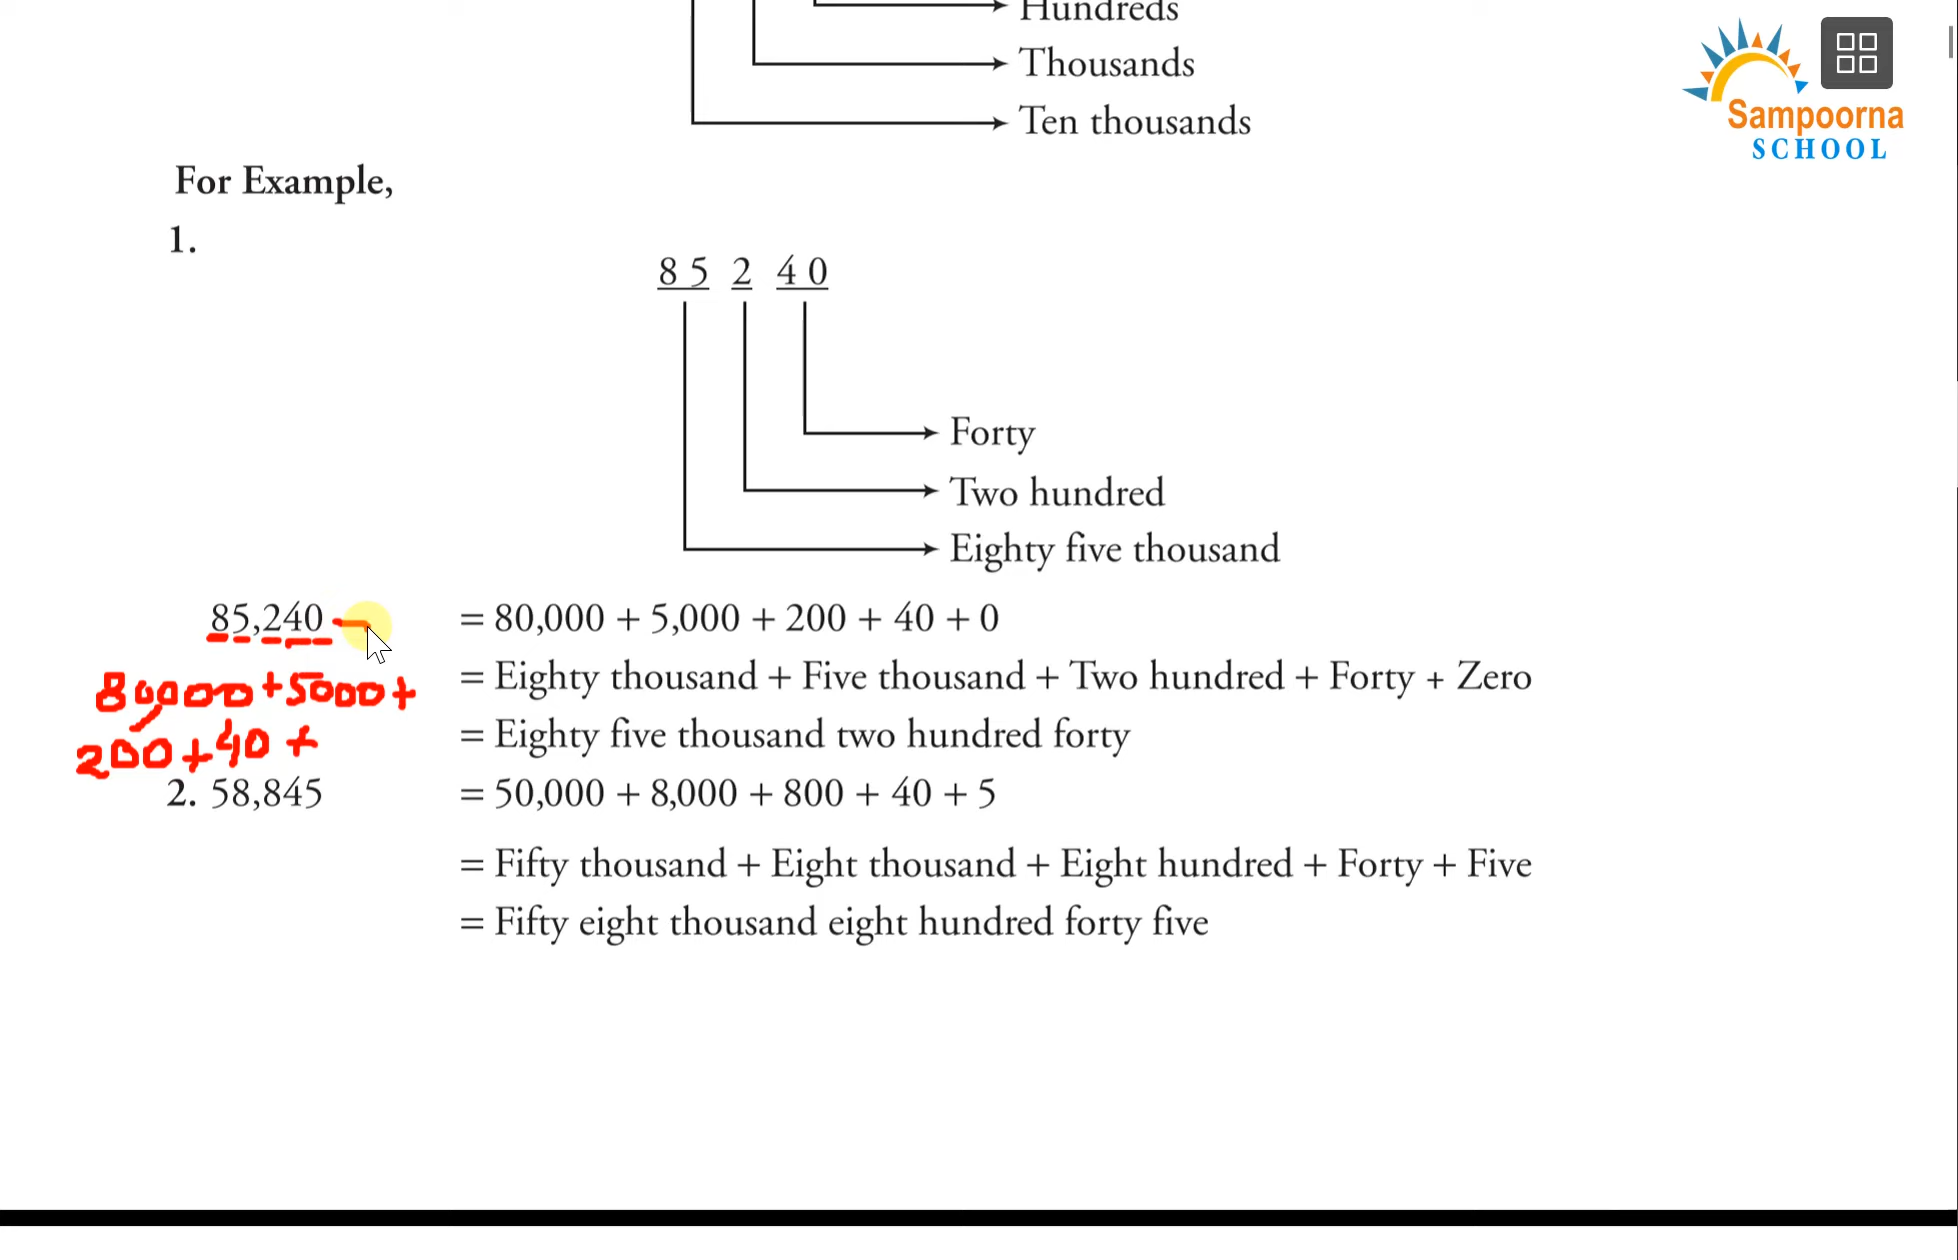 Hundreds
Thousands
Ten thousands
Sampoorna
SCHOOL
For Example,
1.
8 5 2 4 0
Forty
Two hundred
Eighty five thousand
85,240 = 80,000 + 5,000 + 200 + 40 + 0
80,000+5000+ = Eighty thousand + Five thousand + Two hundred + Forty + Zero
200+40+ = Eighty five thousand two hundred forty
2. 58,845 = 50,000 + 8,000 + 800 + 40 + 5
= Fifty thousand + Eight thousand + Eight hundred + Forty + Five
= Fifty eight thousand eight hundred forty five